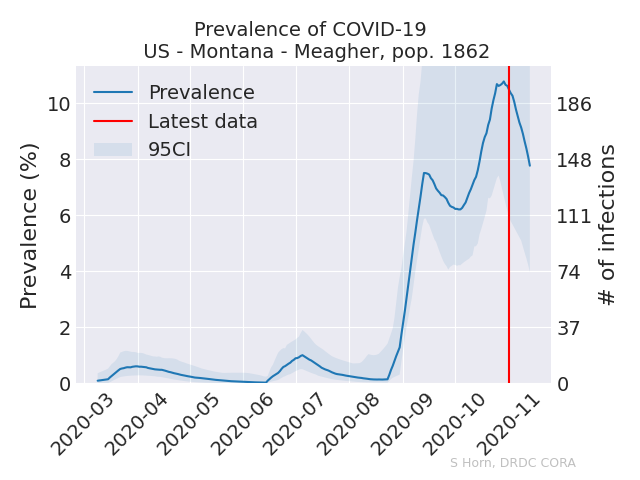 Prevalence of COVID-19
US - Montana - Meagher, pop. 1862
Prevalence
Latest data
95CI
Prevalence (%)
10
8
6
4
2
0
# of infections
186
148
111
74
37
0
2020-03
2020-04
2020-05
2020-06
2020-07
2020-08
2020-09
2020-10
2020-11
S Horn, DRDC CORA